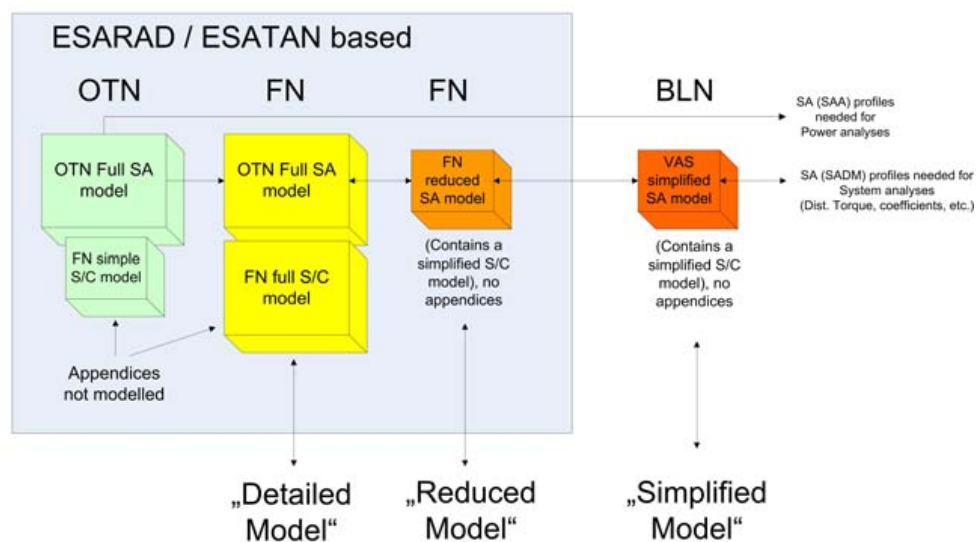 ESARAD / ESATAN based
OTN
FN
FN
BLN
SA (SAA) profiles
needed for
Power analyses
OTN Full SA
model
OTN Full SA
model
FN
reduced
SA model
VAS
simplified
SA model
SA (SADM) profiles needed for
System analyses
(Dist. Torque, coefficients, etc.)
FN simple
S/C model
FN full S/C
model
(Contains a
simplified S/C
model), no
appendices
(Contains a
simplified S/C
model), no
appendices
Appendices
not modelled
„Detailed
Model“
„Reduced
Model“
„Simplified
Model“